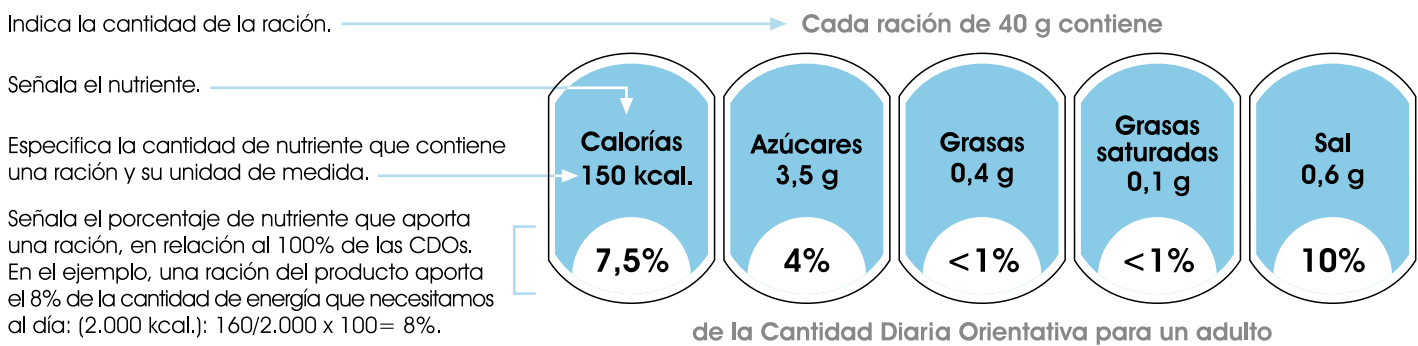 Indica la cantidad de la ración.
Cada ración de 40 g contiene
Señala el nutriente.
Especifica la cantidad de nutriente que contiene
una ración y su unidad de medida.
Señala el porcentaje de nutriente que aporta
una ración, en relación al 100% de las CDOs.
En el ejemplo, una ración del producto aporta
el 8% de la cantidad de energía que necesitamos
al día: (2.000 kcal.): 160/2.000 x 100= 8%.
Calorías
150 kcal.
7,5%
Azúcares
3,5 g
4%
Grasas
0,4 g
<1%
Grasas
saturadas
0,1 g
<1%
Sal
0,6 g
10%
de la Cantidad Diaria Orientativa para un adulto